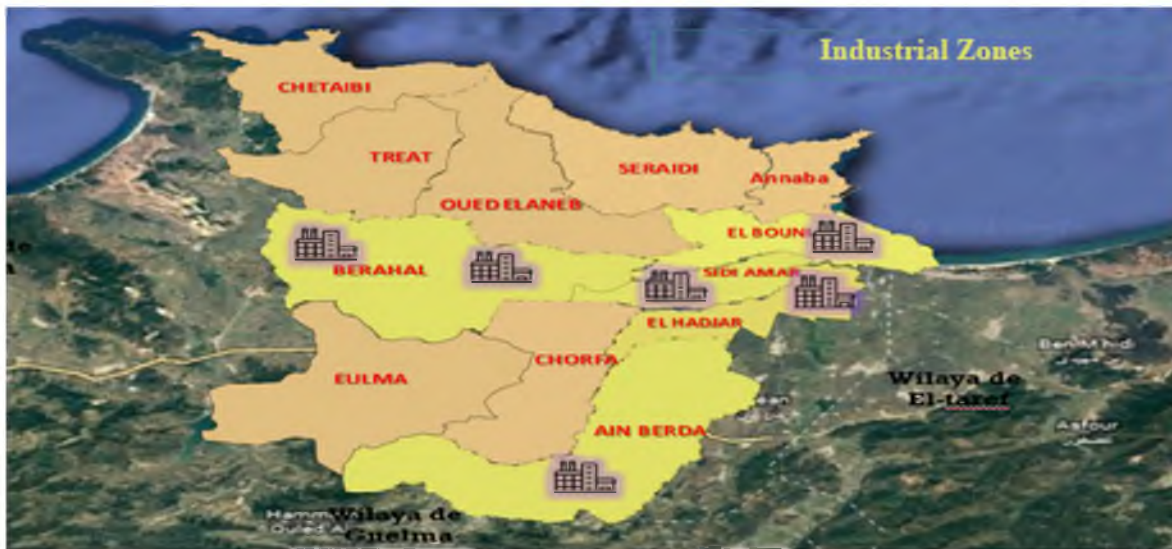 Industrial Zones
CHETAIBI
TREAT
SERAIDI
Annaba
OUED ELANEB
EL BOUNI
BERAHAL
SIDI AMAR
EL HADJAR
CHORFA
EULMA
Wilaya de
El-taref
Asfour
AIN BERDA
Wilaya de
Guelma